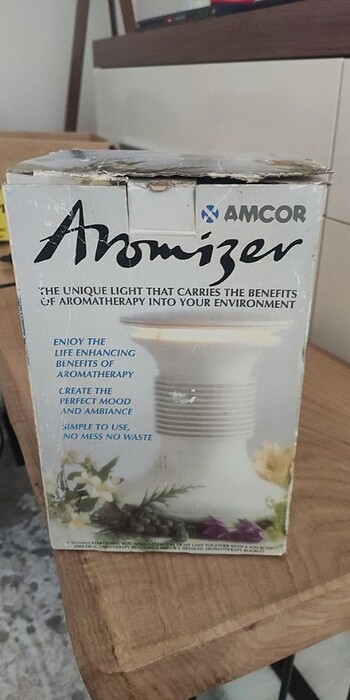 AMCOR
Aromizer
THE UNIQUE LIGHT THAT CARRIES THE BENEFITS
OF AROMATHERAPY INTO YOUR ENVIRONMENT
ENJOY THE
LIFE ENHANCING
BENEFITS OF
AROMATHERAPY
CREATE THE
PERFECT MOOD
AND AMBIANCE
SIMPLE TO USE,
NO MESS NO WASTE